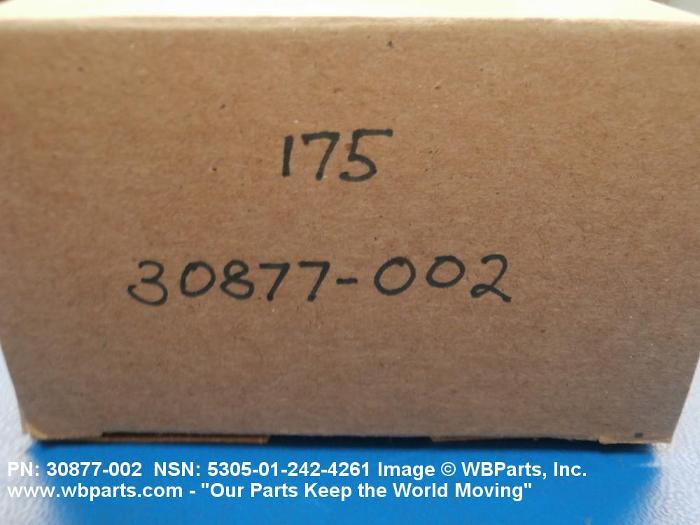 175
30877-002
PN: 30877-002 NSN: 5305-01-242-4261 Image © WBParts, Inc.
www.wbparts.com - "Our Parts Keep the World Moving"